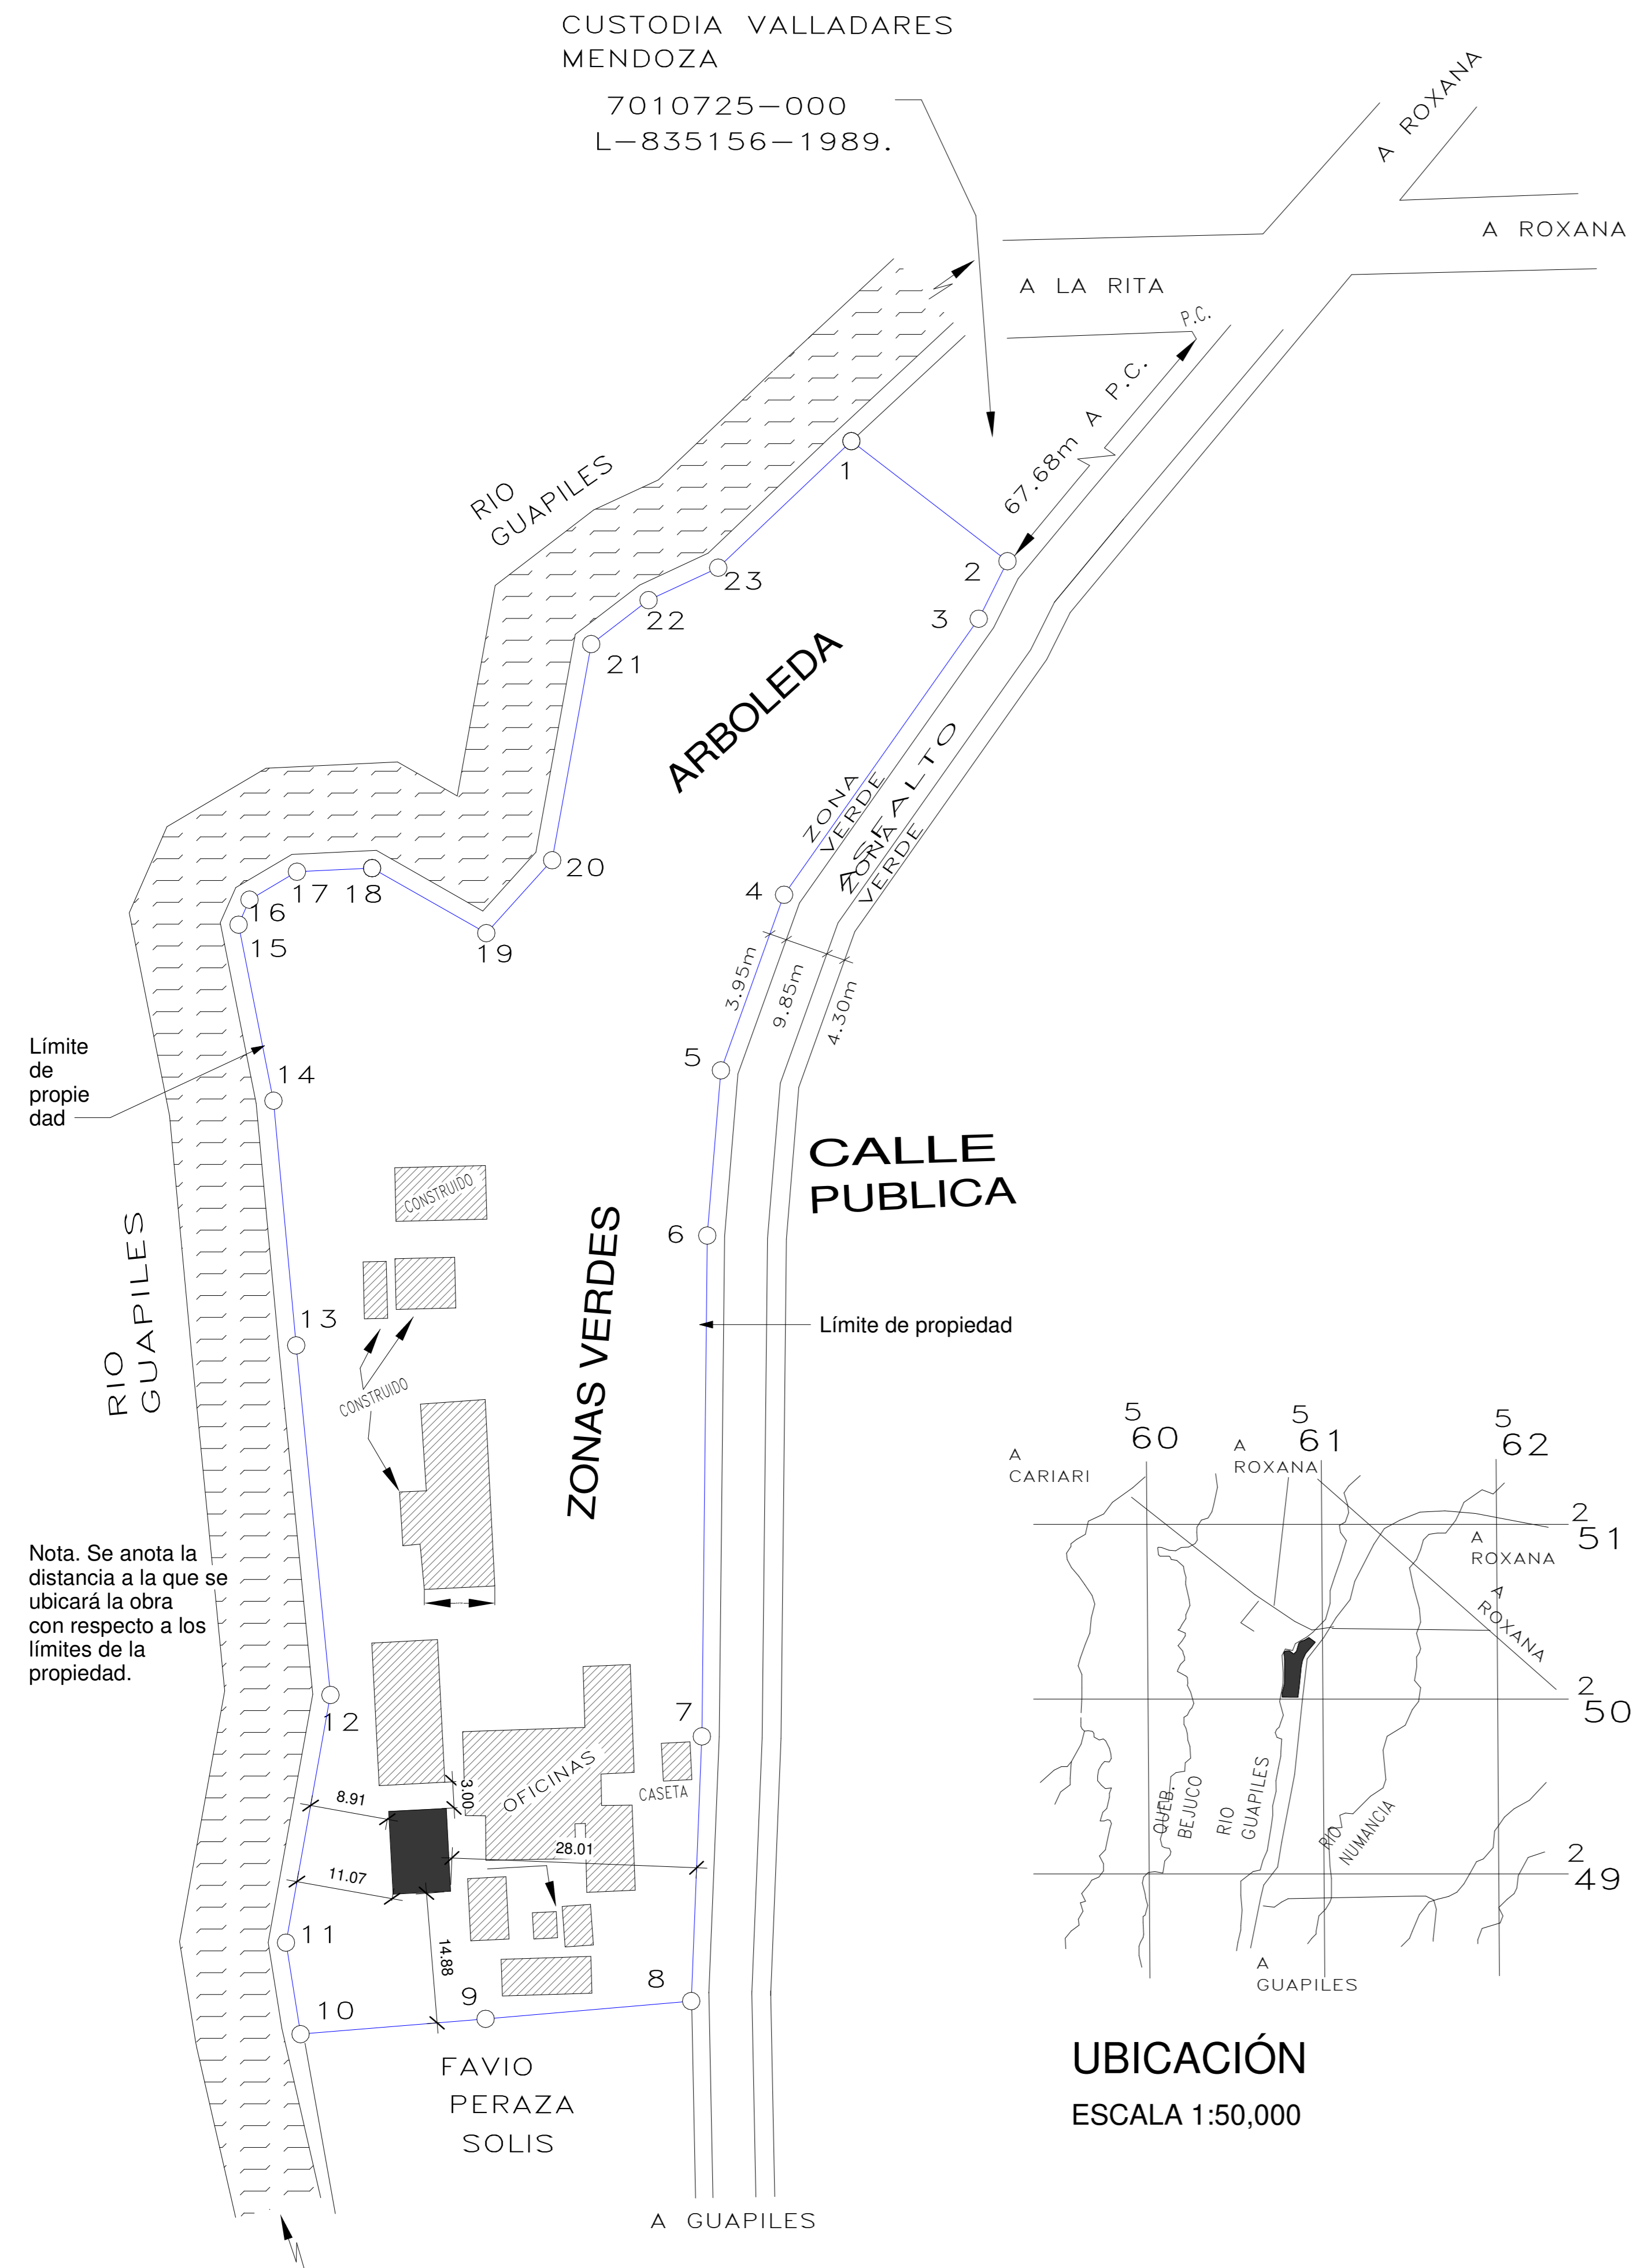 CUSTODIA VALLADARES
MENDOZA
7010725-000
L-835156-1989.
A ROXANA
A ROXANA
A LA RITA
P.C.
67.68m A P.C.
1
2
3
23
22
21
RIO
GUAPILES
ARBOLEDA
ZONA
VERDE
ASFALTO
ZONA
VERDE
4
20
19
18
17
16
15
3.95m
9.85m
4.30m
5
14
Límite
de
propie
dad
CALLE
PUBLICA
CONSTRUIDO
6
ZONAS VERDES
RIO
GUAPILES
13
Límite de propiedad
CONSTRUIDO
Nota. Se anota la
distancia a la que se
ubicará la obra
con respecto a los
límites de la
propiedad.
12
7
OFICINAS
CASETA
3.00
8.91
28.01
11.07
14.88
11
10
9
8
FAVIO
PERAZA
SOLIS
A GUAPILES
5
60
5
61
5
62
A
CARIARI
A
ROXANA
2
51
A
ROXANA
A
ROXANA
2
50
QUEB.
BEJUCO
RIO
GUAPILES
RIO
NUMANCIA
2
49
A
GUAPILES
UBICACIÓN
ESCALA 1:50,000